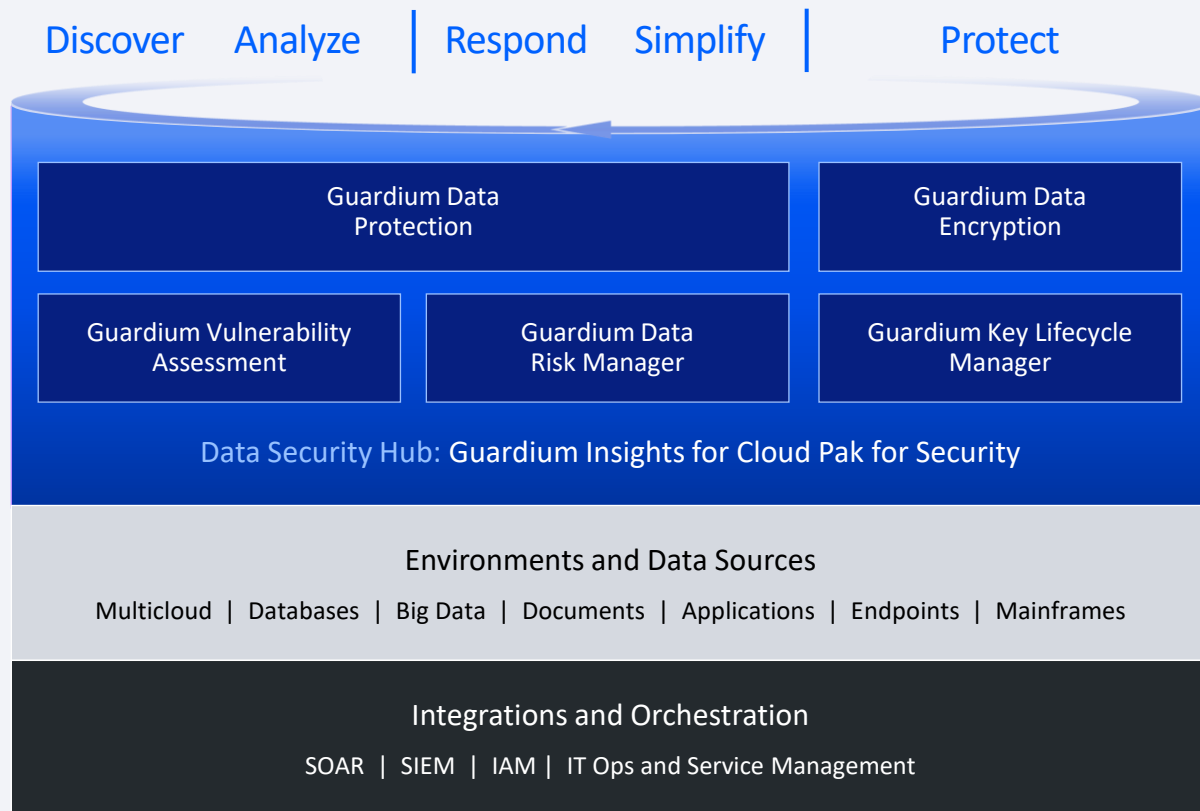 Discover Analyze | Respond Simplify | Protect
Guardium Data
Protection
Guardium Data
Encryption
Guardium Vulnerability
Assessment
Guardium Data
Risk Manager
Guardium Key Lifecycle
Manager
Data Security Hub: Guardium Insights for Cloud Pak for Security
Environments and Data Sources
Multicloud | Databases | Big Data | Documents | Applications | Endpoints | Mainframes
Integrations and Orchestration
SOAR | SIEM | IAM | IT Ops and Service Management